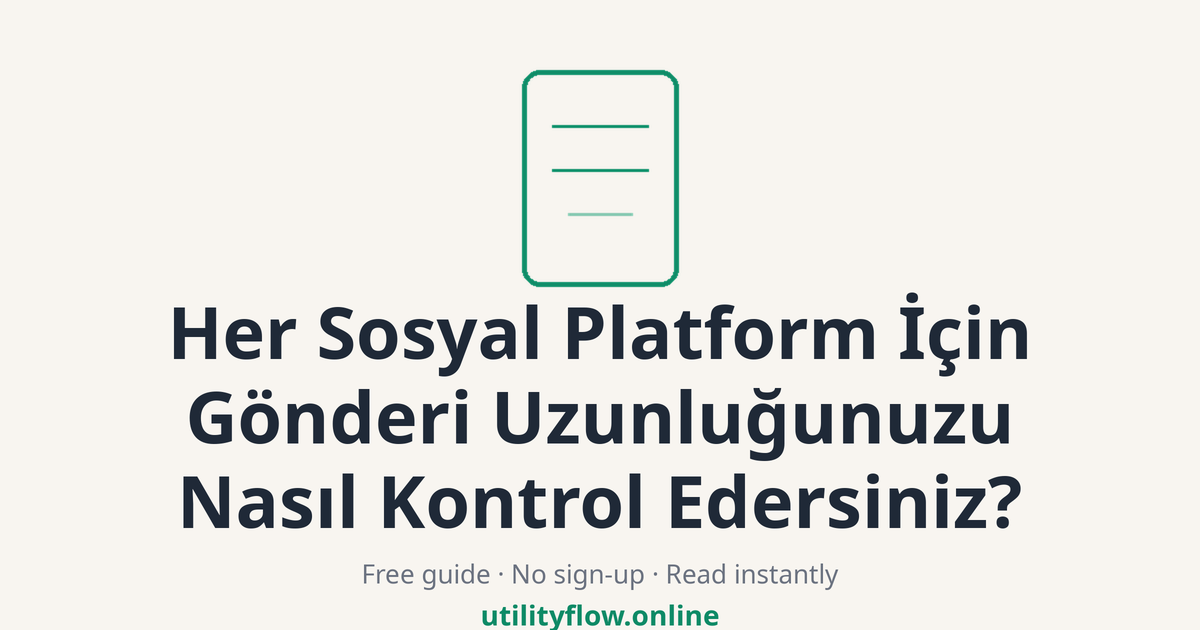 Her Sosyal Platform İçin
Gönderi Uzunluğunuzu
Nasıl Kontrol Edersiniz?
Free guide · No sign-up · Read instantly
utilityflow.online